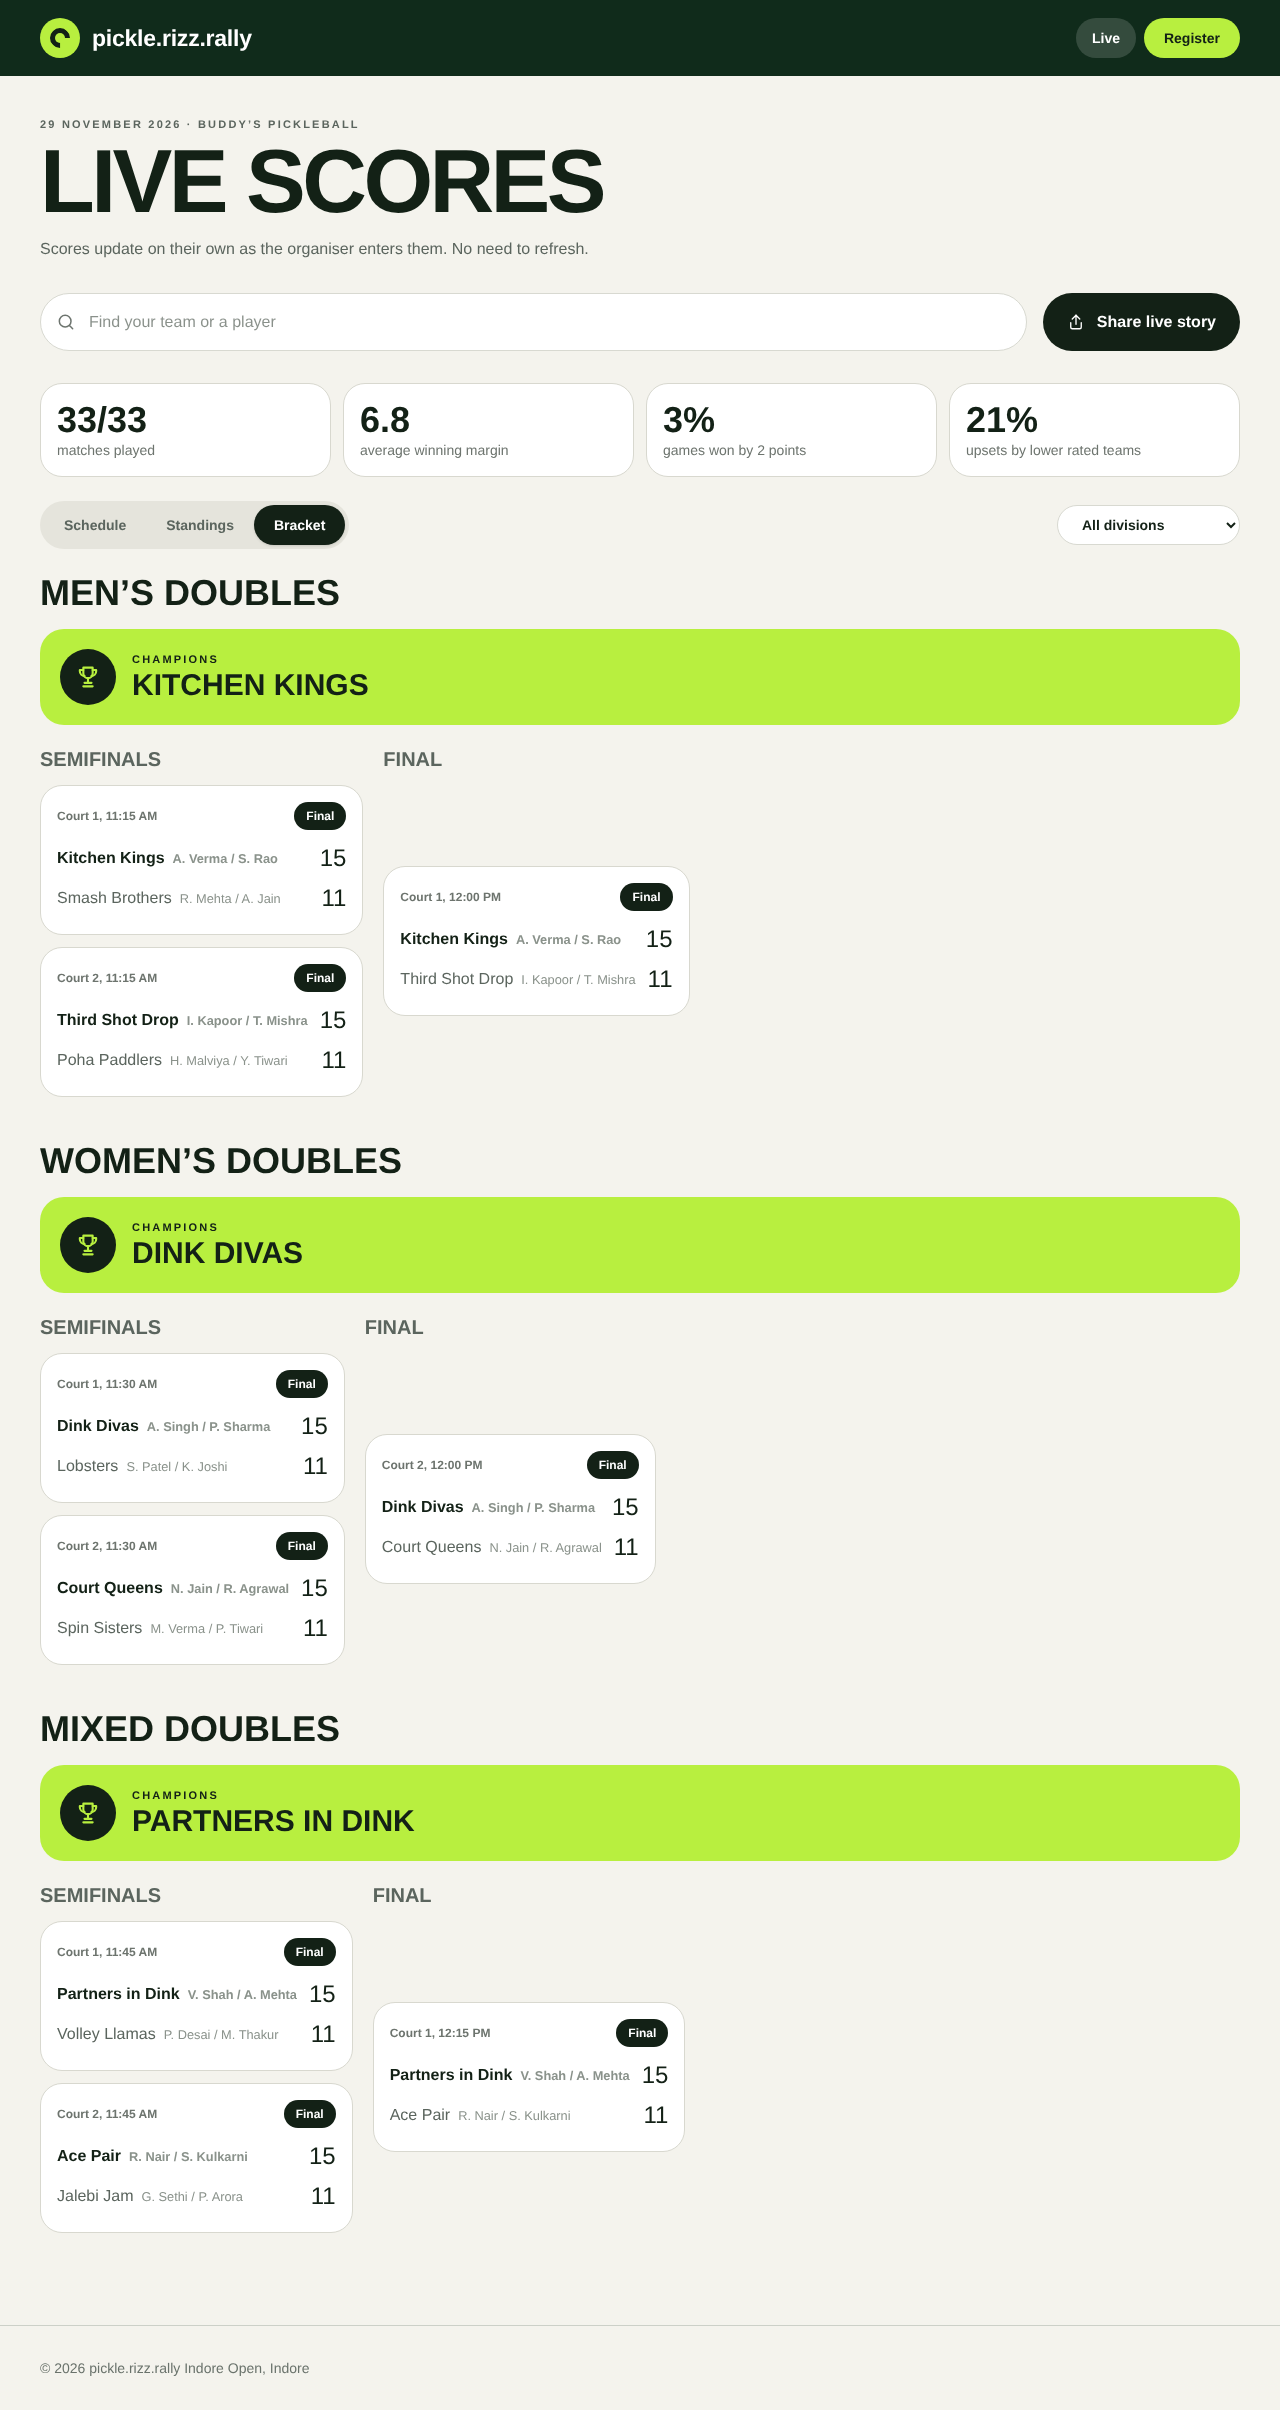 pickle.rizz.rally
Live
Register
29 NOVEMBER 2026 · BUDDY’S PICKLEBALL
LIVE SCORES
Scores update on their own as the organiser enters them. No need to refresh.
Find your team or a player
Share live story
33/33
matches played
6.8
average winning margin
3%
games won by 2 points
21%
upsets by lower rated teams
Schedule
Standings
Bracket
All divisions
MEN’S DOUBLES
CHAMPIONS
KITCHEN KINGS
SEMIFINALS
Court 1, 11:15 AM Final
Kitchen Kings A. Verma / S. Rao 15
Smash Brothers R. Mehta / A. Jain 11
Court 2, 11:15 AM Final
Third Shot Drop I. Kapoor / T. Mishra 15
Poha Paddlers H. Malviya / Y. Tiwari 11
FINAL
Court 1, 12:00 PM Final
Kitchen Kings A. Verma / S. Rao 15
Third Shot Drop I. Kapoor / T. Mishra 11
WOMEN’S DOUBLES
CHAMPIONS
DINK DIVAS
SEMIFINALS
Court 1, 11:30 AM Final
Dink Divas A. Singh / P. Sharma 15
Lobsters S. Patel / K. Joshi 11
Court 2, 11:30 AM Final
Court Queens N. Jain / R. Agrawal 15
Spin Sisters M. Verma / P. Tiwari 11
FINAL
Court 2, 12:00 PM Final
Dink Divas A. Singh / P. Sharma 15
Court Queens N. Jain / R. Agrawal 11
MIXED DOUBLES
CHAMPIONS
PARTNERS IN DINK
SEMIFINALS
Court 1, 11:45 AM Final
Partners in Dink V. Shah / A. Mehta 15
Volley Llamas P. Desai / M. Thakur 11
Court 2, 11:45 AM Final
Ace Pair R. Nair / S. Kulkarni 15
Jalebi Jam G. Sethi / P. Arora 11
FINAL
Court 1, 12:15 PM Final
Partners in Dink V. Shah / A. Mehta 15
Ace Pair R. Nair / S. Kulkarni 11
© 2026 pickle.rizz.rally Indore Open, Indore